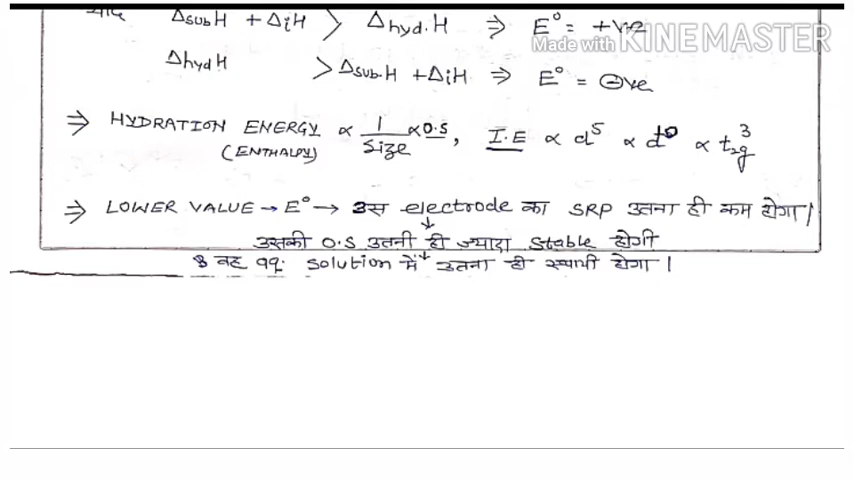 यदि ΔsubH + ΔiH > Δhyd.H ⇒ E° = +ve
Made with KINEMASTER
ΔhydH > Δsub.H + ΔiH ⇒ E° = ⊖ve
⇒ HYDRATION ENERGY ∝ 1/Size ∝ O.S, I.E ∝ d⁵ ∝ d¹⁰ ∝ t₂g³
(ENTHALPY)
⇒ LOWER VALUE → E° → उस electrode का SRP उतना ही कम होगा।
उसकी O.S उतनी ही ज्यादा stable होगी
& वह aq. solution में उतना ही स्थायी होगा।